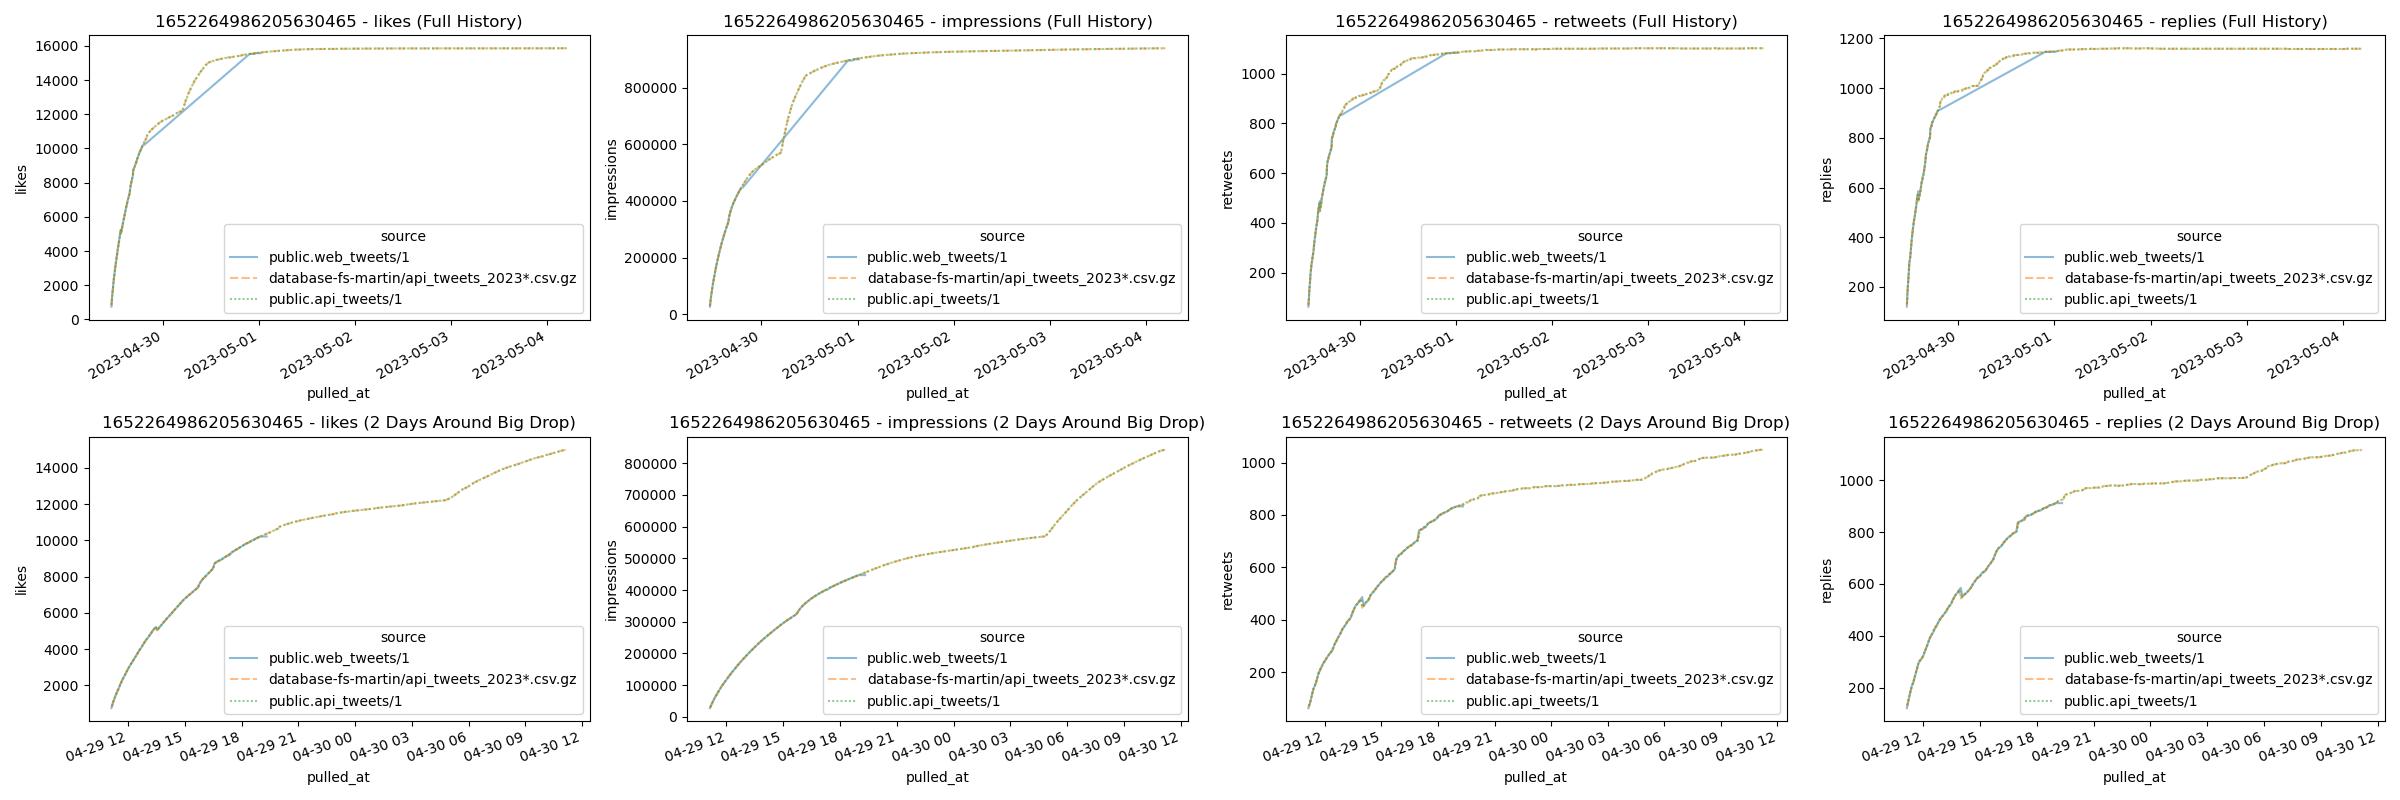 1652264986205630465 - likes (Full History)
likes
16000
14000
12000
10000
8000
6000
4000
2000
0
source
public.web_tweets/1
database-fs-martin/api_tweets_2023*.csv.gz
public.api_tweets/1
2023-04-30
2023-05-01
2023-05-02
2023-05-03
2023-05-04
pulled_at
1652264986205630465 - impressions (Full History)
impressions
800000
600000
400000
200000
0
source
public.web_tweets/1
database-fs-martin/api_tweets_2023*.csv.gz
public.api_tweets/1
2023-04-30
2023-05-01
2023-05-02
2023-05-03
2023-05-04
pulled_at
1652264986205630465 - retweets (Full History)
retweets
1000
800
600
400
200
source
public.web_tweets/1
database-fs-martin/api_tweets_2023*.csv.gz
public.api_tweets/1
2023-04-30
2023-05-01
2023-05-02
2023-05-03
2023-05-04
pulled_at
1652264986205630465 - replies (Full History)
replies
1200
1000
800
600
400
200
source
public.web_tweets/1
database-fs-martin/api_tweets_2023*.csv.gz
public.api_tweets/1
2023-04-30
2023-05-01
2023-05-02
2023-05-03
2023-05-04
pulled_at
1652264986205630465 - likes (2 Days Around Big Drop)
likes
14000
12000
10000
8000
6000
4000
2000
source
public.web_tweets/1
database-fs-martin/api_tweets_2023*.csv.gz
public.api_tweets/1
04-29 12
04-29 15
04-29 18
04-29 21
04-30 00
04-30 03
04-30 06
04-30 09
04-30 12
pulled_at
1652264986205630465 - impressions (2 Days Around Big Drop)
impressions
800000
700000
600000
500000
400000
300000
200000
100000
0
source
public.web_tweets/1
database-fs-martin/api_tweets_2023*.csv.gz
public.api_tweets/1
04-29 12
04-29 15
04-29 18
04-29 21
04-30 00
04-30 03
04-30 06
04-30 09
04-30 12
pulled_at
1652264986205630465 - retweets (2 Days Around Big Drop)
retweets
1000
800
600
400
200
source
public.web_tweets/1
database-fs-martin/api_tweets_2023*.csv.gz
public.api_tweets/1
04-29 12
04-29 15
04-29 18
04-29 21
04-30 00
04-30 03
04-30 06
04-30 09
04-30 12
pulled_at
1652264986205630465 - replies (2 Days Around Big Drop)
replies
1000
800
600
400
200
source
public.web_tweets/1
database-fs-martin/api_tweets_2023*.csv.gz
public.api_tweets/1
04-29 12
04-29 15
04-29 18
04-29 21
04-30 00
04-30 03
04-30 06
04-30 09
04-30 12
pulled_at